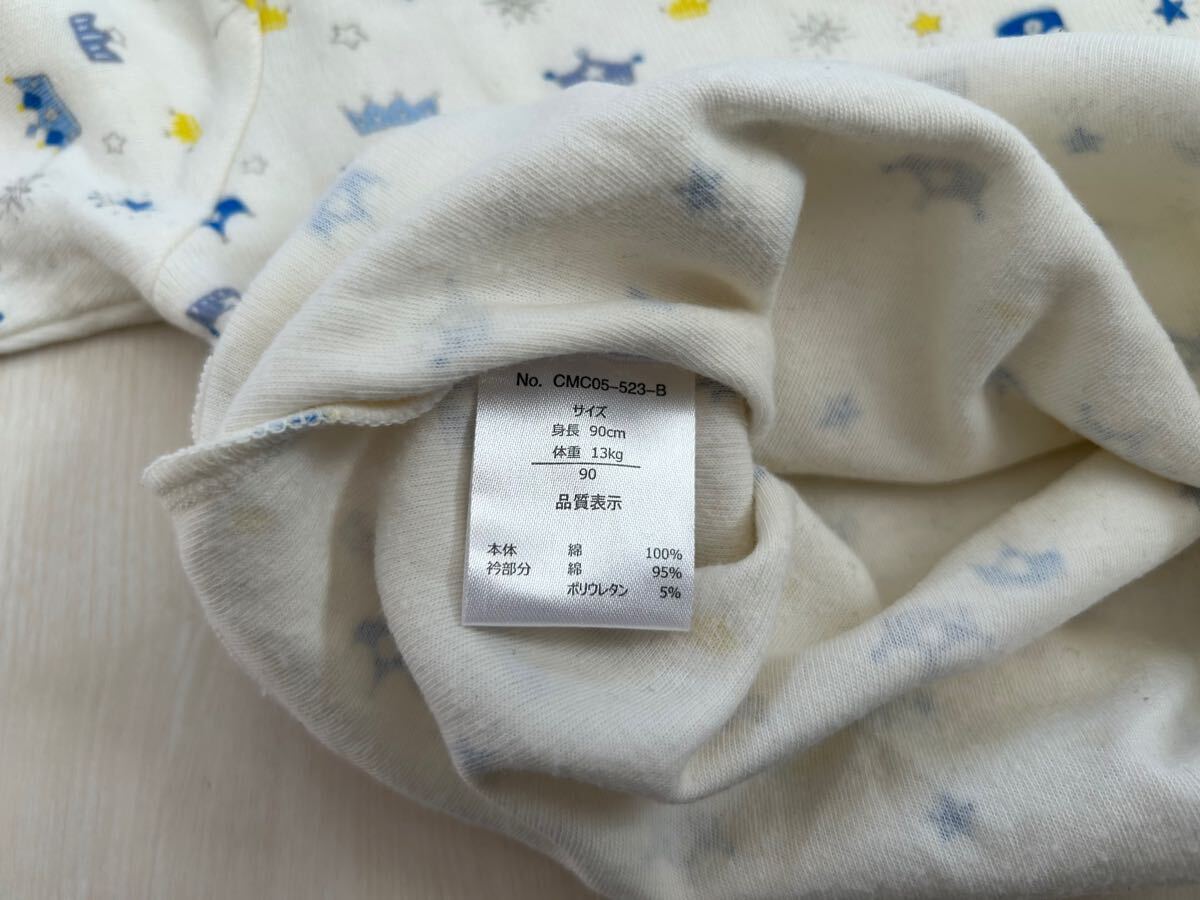 No. CMC05-523-B
サイズ
身長 90cm
体重 13kg
90
品質表示
本体 綿 100%
衿部分 綿 95%
ポリウレタン 5%